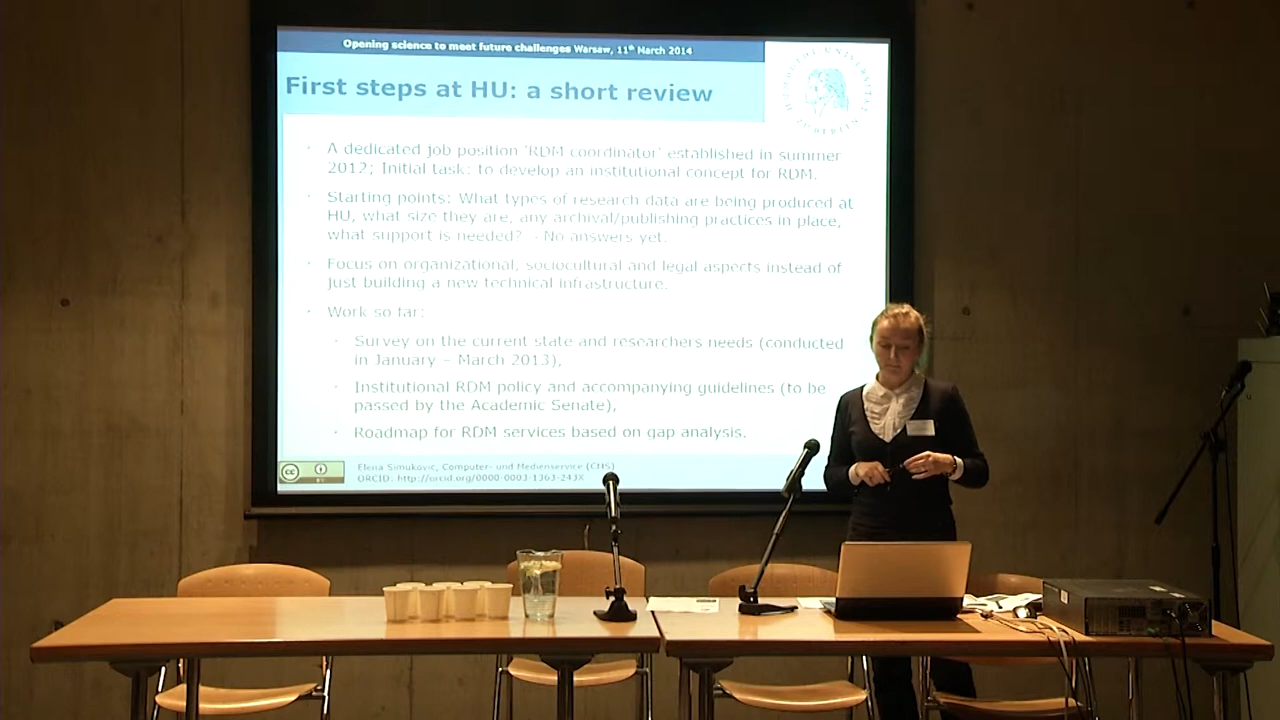 Opening science to meet future challenges Warsaw, 11th March 2014
First steps at HU: a short review
A dedicated job position 'RDM coordinator' established in summer
2012; Initial task: to develop an institutional concept for RDM.
Starting points: What types of research data are being produced at
HU, what size they are, any archival/publishing practices in place,
what support is needed? - No answers yet.
Focus on organizational, sociocultural and legal aspects instead of
just building a new technical infrastructure.
Work so far:
Survey on the current state and researchers needs (conducted
in January – March 2013),
Institutional RDM policy and accompanying guidelines (to be
passed by the Academic Senate),
Roadmap for RDM services based on gap analysis.
Elena Simukovic, Computer- und Medienservice (CMS)
ORCID: http://orcid.org/0000-0003-1363-243X
cc
BY